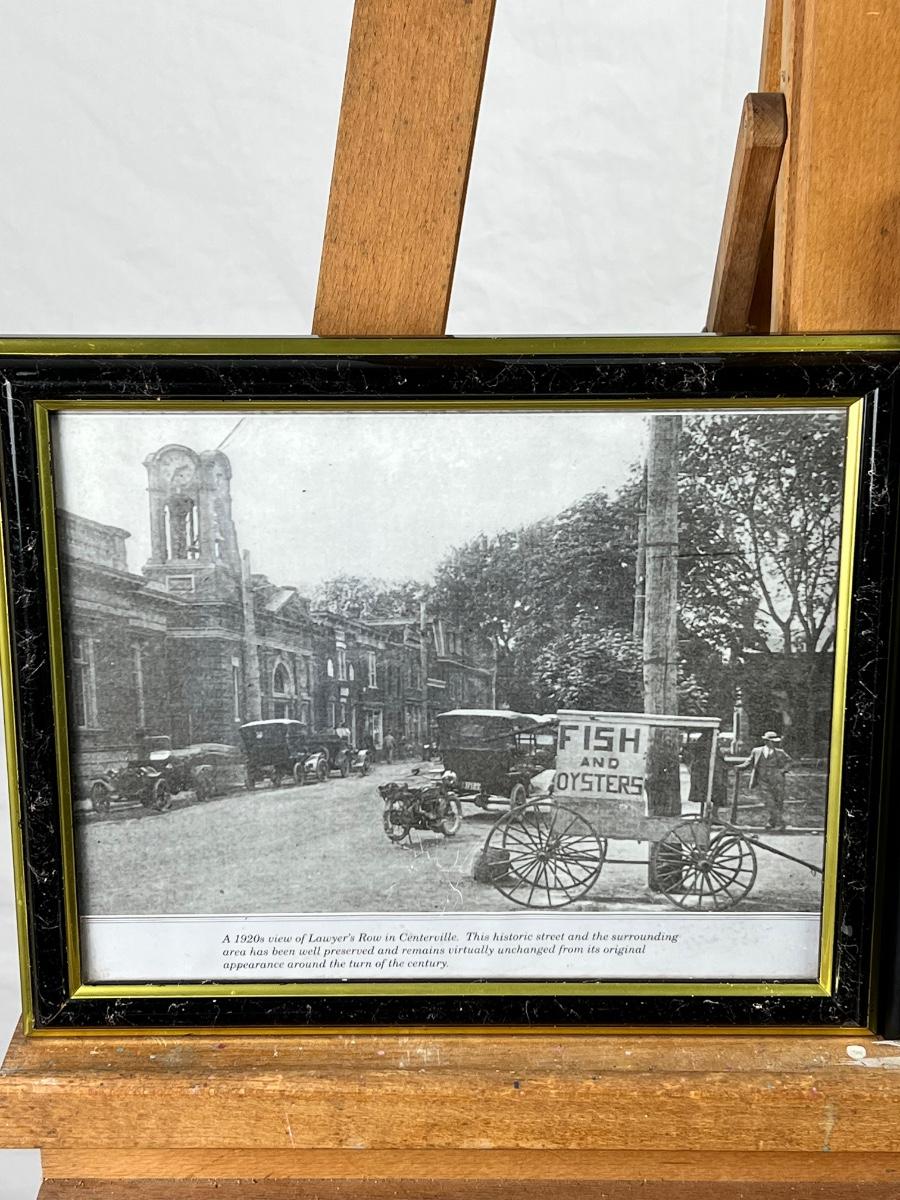 FISH
AND
OYSTERS
A 1920s view of Lawyer's Row in Centerville. This historic street and the surrounding
area has been well preserved and remains virtually unchanged from its original
appearance around the turn of the century.